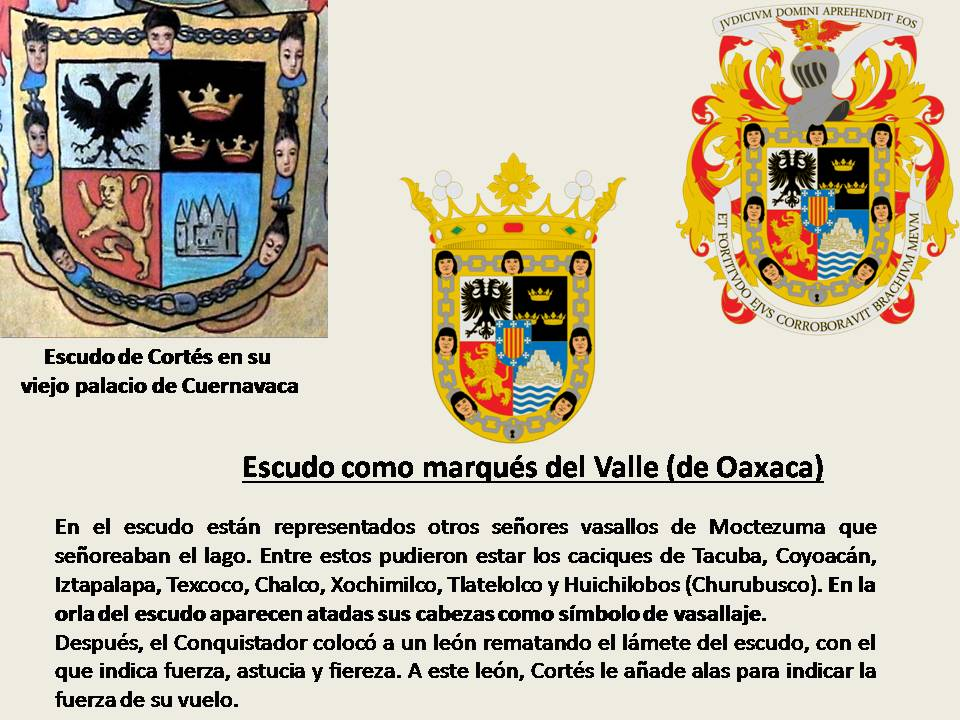 JVDICIVM DOMINI APREHENDIT EOS
ET FORTITVDO EJVS CORROBORAVIT BRACHIVM MEVM
Escudo de Cortés en su
viejo palacio de Cuernavaca
Escudo como marqués del Valle (de Oaxaca)
En el escudo están representados otros señores vasallos de Moctezuma que
señoreaban el lago. Entre estos pudieron estar los caciques de Tacuba, Coyoacán,
Iztapalapa, Texcoco, Chalco, Xochimilco, Tlatelolco y Huichilobos (Churubusco). En la
orla del escudo aparecen atadas sus cabezas como símbolo de vasallaje.
Después, el Conquistador colocó a un león rematando el lámete del escudo, con el
que indica fuerza, astucia y fiereza. A este león, Cortés le añade alas para indicar la
fuerza de su vuelo.